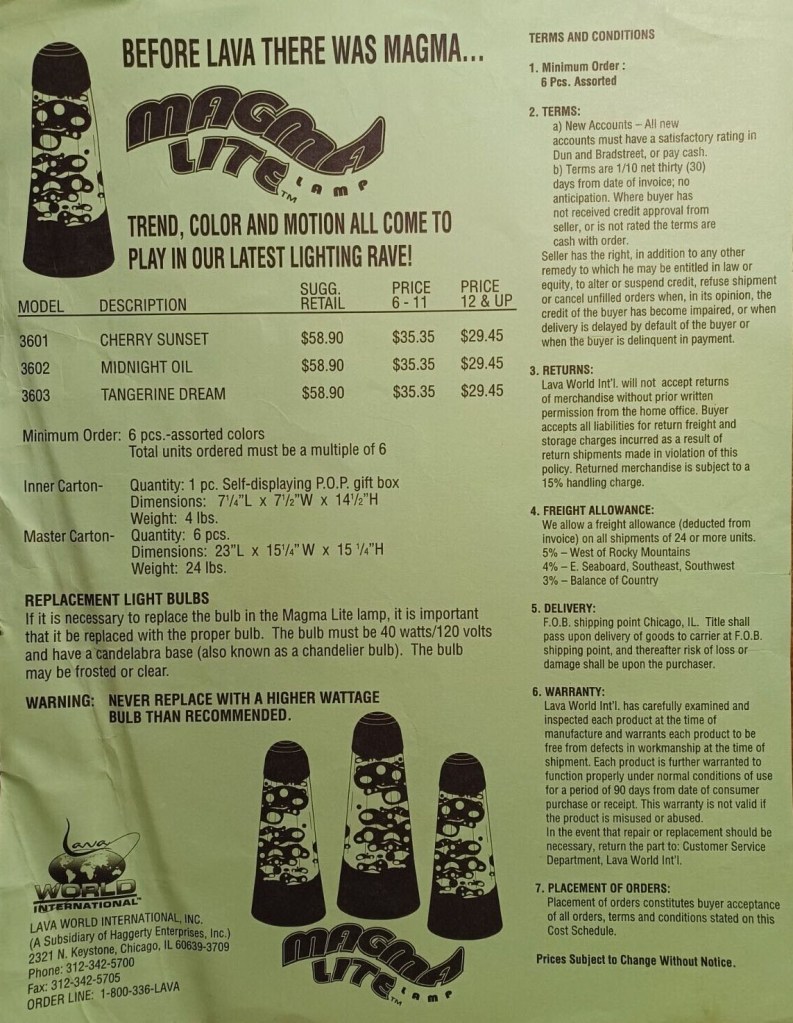 BEFORE LAVA THERE WAS MAGMA...
MAGMA
LITE LAMP
TM
TREND, COLOR AND MOTION ALL COME TO
PLAY IN OUR LATEST LIGHTING RAVE!
MODEL DESCRIPTION SUGG. RETAIL PRICE 6 - 11 PRICE 12 & UP
3601 CHERRY SUNSET $58.90 $35.35 $29.45
3602 MIDNIGHT OIL $58.90 $35.35 $29.45
3603 TANGERINE DREAM $58.90 $35.35 $29.45
Minimum Order: 6 pcs.-assorted colors
Total units ordered must be a multiple of 6
Inner Carton- Quantity: 1 pc. Self-displaying P.O.P. gift box
Dimensions: 7 1/4"L x 7 1/2"W x 14 1/2"H
Weight: 4 lbs.
Master Carton- Quantity: 6 pcs.
Dimensions: 23"L x 15 1/4"W x 15 1/4"H
Weight: 24 lbs.
REPLACEMENT LIGHT BULBS
If it is necessary to replace the bulb in the Magma Lite lamp, it is important
that it be replaced with the proper bulb. The bulb must be 40 watts/120 volts
and have a candelabra base (also known as a chandelier bulb). The bulb
may be frosted or clear.
WARNING: NEVER REPLACE WITH A HIGHER WATTAGE
BULB THAN RECOMMENDED.
Lava
WORLD
INTERNATIONAL™
LAVA WORLD INTERNATIONAL, INC.
(A Subsidiary of Haggerty Enterprises, Inc.)
2321 N. Keystone, Chicago, IL 60639-3709
Phone: 312-342-5700
Fax: 312-342-5705
ORDER LINE: 1-800-336-LAVA
MAGMA
LITE LAMP
TM
TERMS AND CONDITIONS
1. Minimum Order :
6 Pcs. Assorted
2. TERMS:
a) New Accounts – All new
accounts must have a satisfactory rating in
Dun and Bradstreet, or pay cash.
b) Terms are 1/10 net thirty (30)
days from date of invoice; no
anticipation. Where buyer has
not received credit approval from
seller, or is not rated the terms are
cash with order.
Seller has the right, in addition to any other
remedy to which he may be entitled in law or
equity, to alter or suspend credit, refuse shipment
or cancel unfilled orders when, in its opinion, the
credit of the buyer has become impaired, or when
delivery is delayed by default of the buyer or
when the buyer is delinquent in payment.
3. RETURNS:
Lava World Int'l. will not accept returns
of merchandise without prior written
permission from the home office. Buyer
accepts all liabilities for return freight and
storage charges incurred as a result of
return shipments made in violation of this
policy. Returned merchandise is subject to a
15% handling charge.
4. FREIGHT ALLOWANCE:
We allow a freight allowance (deducted from
invoice) on all shipments of 24 or more units.
5% – West of Rocky Mountains
4% – E. Seaboard, Southeast, Southwest
3% – Balance of Country
5. DELIVERY:
F.O.B. shipping point Chicago, IL. Title shall
pass upon delivery of goods to carrier at F.O.B.
shipping point, and thereafter risk of loss or
damage shall be upon the purchaser.
6. WARRANTY:
Lava World Int'l. has carefully examined and
inspected each product at the time of
manufacture and warrants each product to be
free from defects in workmanship at the time of
shipment. Each product is further warranted to
function properly under normal conditions of use
for a period of 90 days from date of consumer
purchase or receipt. This warranty is not valid if
the product is misused or abused.
In the event that repair or replacement should be
necessary, return the part to: Customer Service
Department, Lava World Int'l.
7. PLACEMENT OF ORDERS:
Placement of orders constitutes buyer acceptance
of all orders, terms and conditions stated on this
Cost Schedule.
Prices Subject to Change Without Notice.